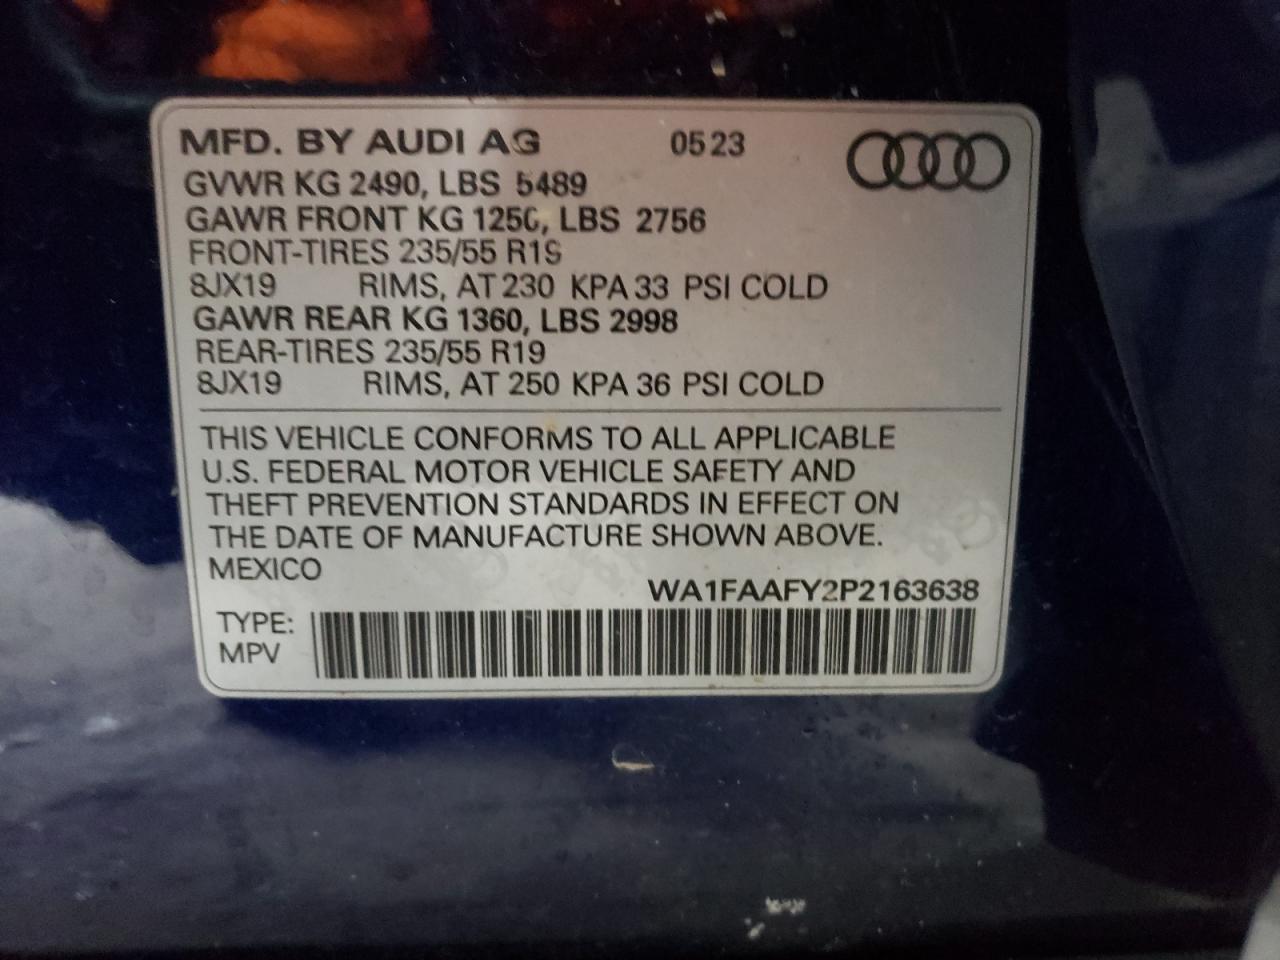 MFD. BY AUDI AG 0523
GVWR KG 2490, LBS 5489
GAWR FRONT KG 1250, LBS 2756
FRONT-TIRES 235/55 R19
8JX19 RIMS, AT 230 KPA 33 PSI COLD
GAWR REAR KG 1360, LBS 2998
REAR-TIRES 235/55 R19
8JX19 RIMS, AT 250 KPA 36 PSI COLD
THIS VEHICLE CONFORMS TO ALL APPLICABLE
U.S. FEDERAL MOTOR VEHICLE SAFETY AND
THEFT PREVENTION STANDARDS IN EFFECT ON
THE DATE OF MANUFACTURE SHOWN ABOVE.
MEXICO
WA1FAAFY2P2163638
TYPE:
MPV